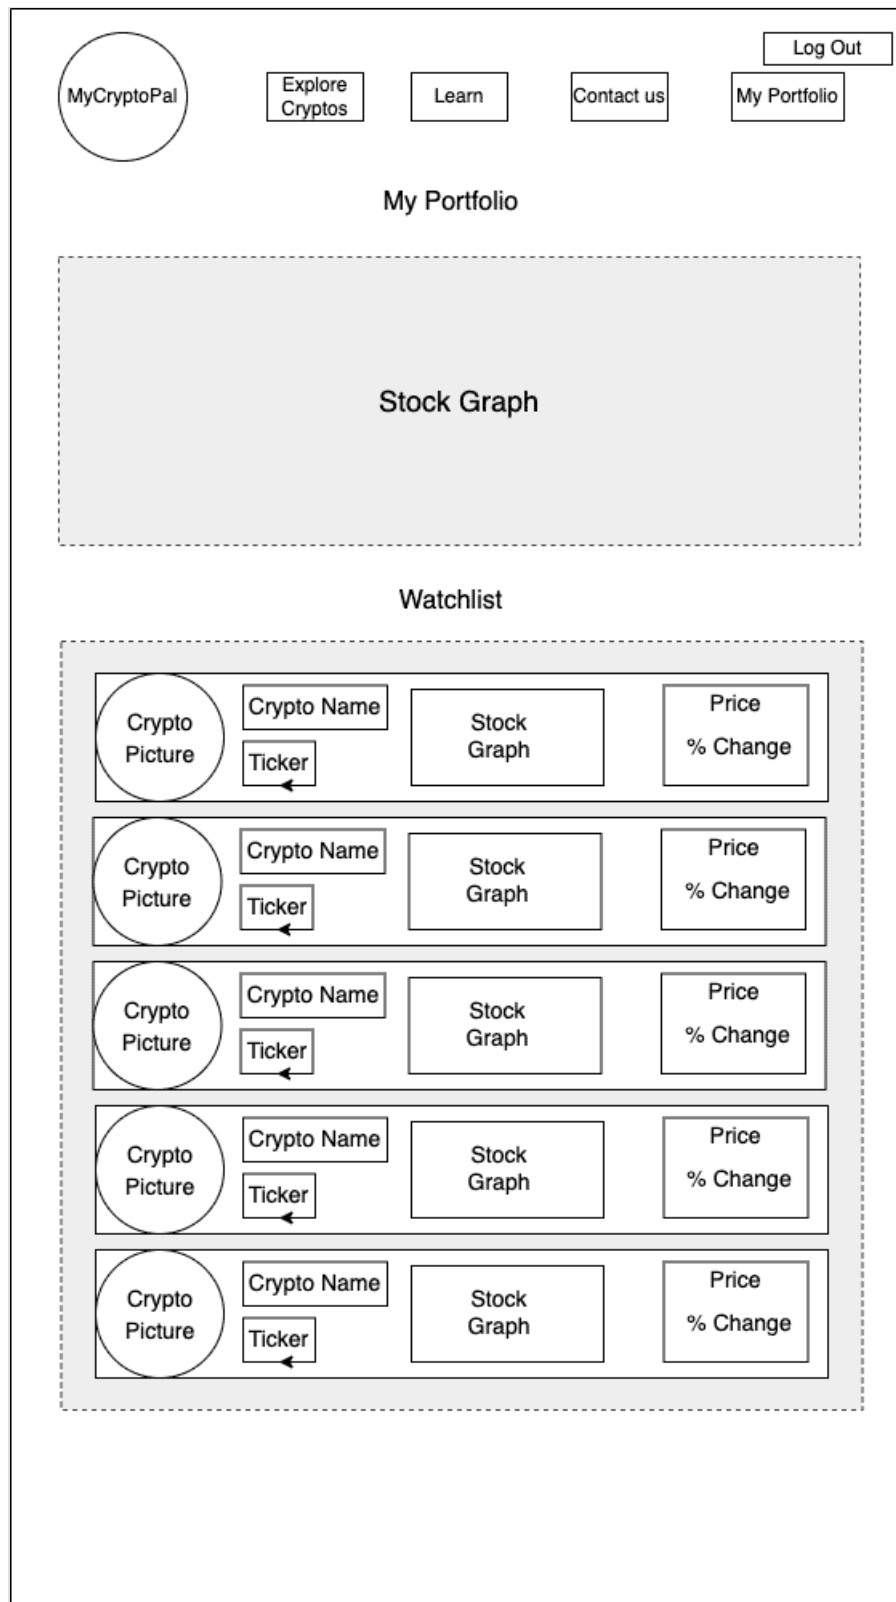 Log Out
MyCryptoPal
Explore
Cryptos
Learn
Contact us
My Portfolio
My Portfolio
Stock Graph
Watchlist
Crypto
Picture
Crypto Name
Ticker
Stock
Graph
Price
% Change
Crypto
Picture
Crypto Name
Ticker
Stock
Graph
Price
% Change
Crypto
Picture
Crypto Name
Ticker
Stock
Graph
Price
% Change
Crypto
Picture
Crypto Name
Ticker
Stock
Graph
Price
% Change
Crypto
Picture
Crypto Name
Ticker
Stock
Graph
Price
% Change